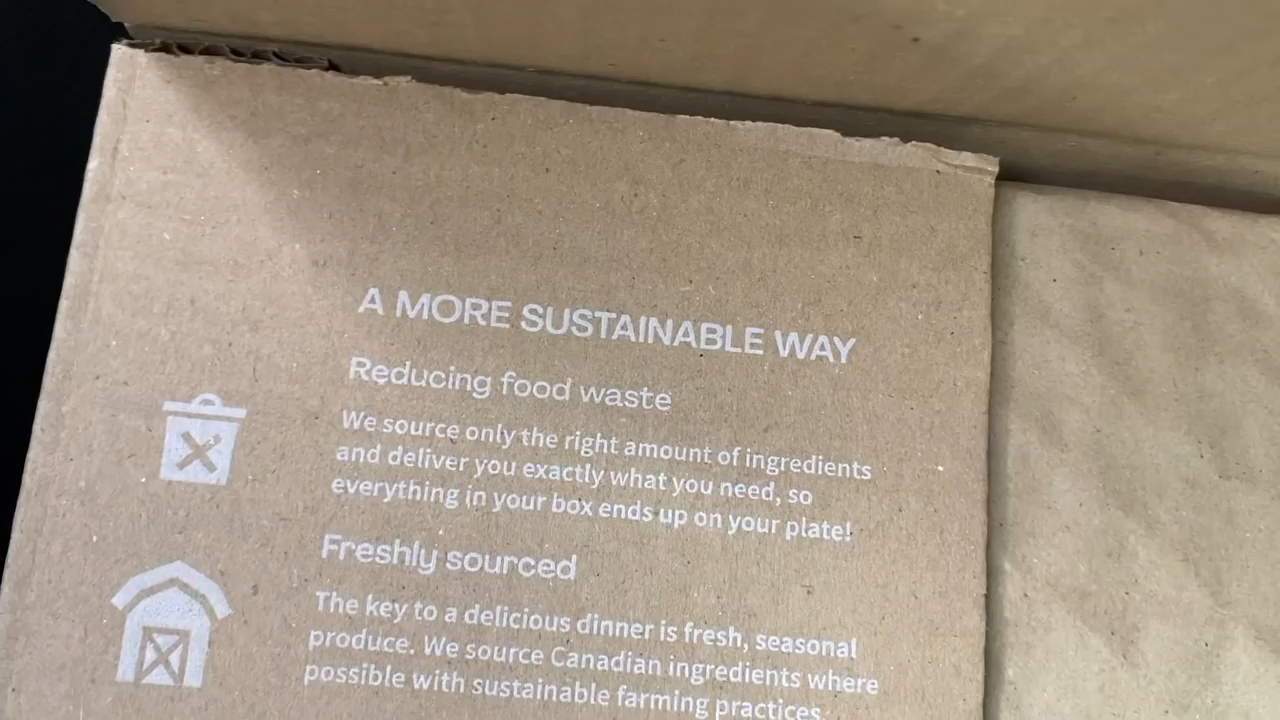 A MORE SUSTAINABLE WAY
Reducing food waste
We source only the right amount of ingredients
and deliver you exactly what you need, so
everything in your box ends up on your plate!
Freshly sourced
The key to a delicious dinner is fresh, seasonal
produce. We source Canadian ingredients where
possible with sustainable farming practices.